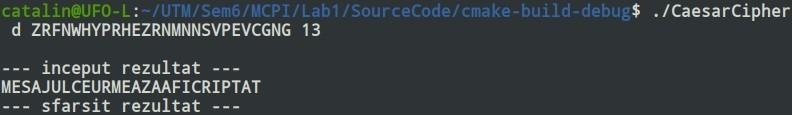 catalin@UFO-L:~/UTM/Sem6/MCPI/Lab1/SourceCode/cmake-build-debug$ ./CaesarCipher
d ZRFNWHYPRHEZRNMNNSVPEVCGNG 13
--- inceput rezultat ---
MESAJULCEURMEAZAAFICRIPTAT
--- sfarsit rezultat ---